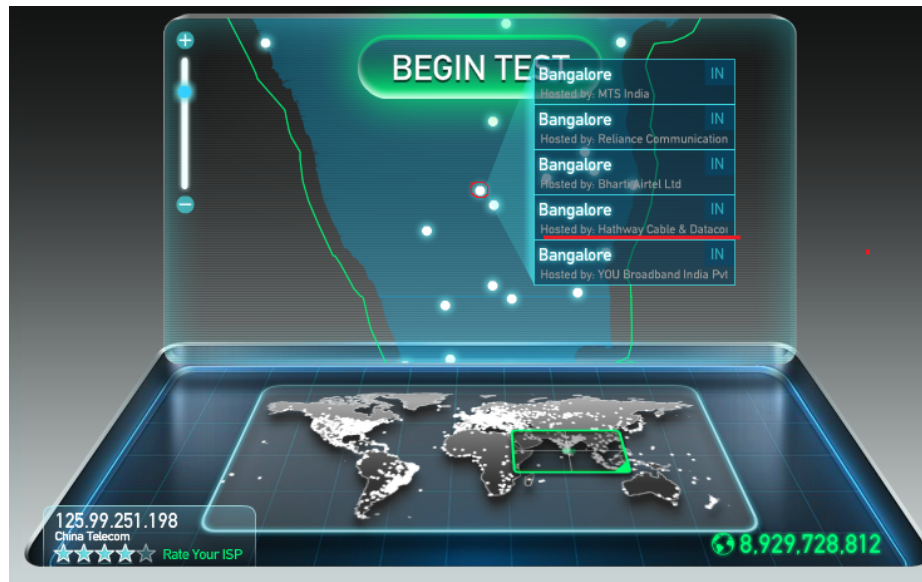 BEGIN TEST
Bangalore IN
Hosted by: MTS India
Bangalore IN
Hosted by: Reliance Communication
Bangalore IN
Hosted by: Bharti Airtel Ltd
Bangalore IN
Hosted by: Hathway Cable & Datacor
Bangalore IN
Hosted by: YOU Broadband India Pvt
125.99.251.198
China Telecom
Rate Your ISP
8,929,728,812